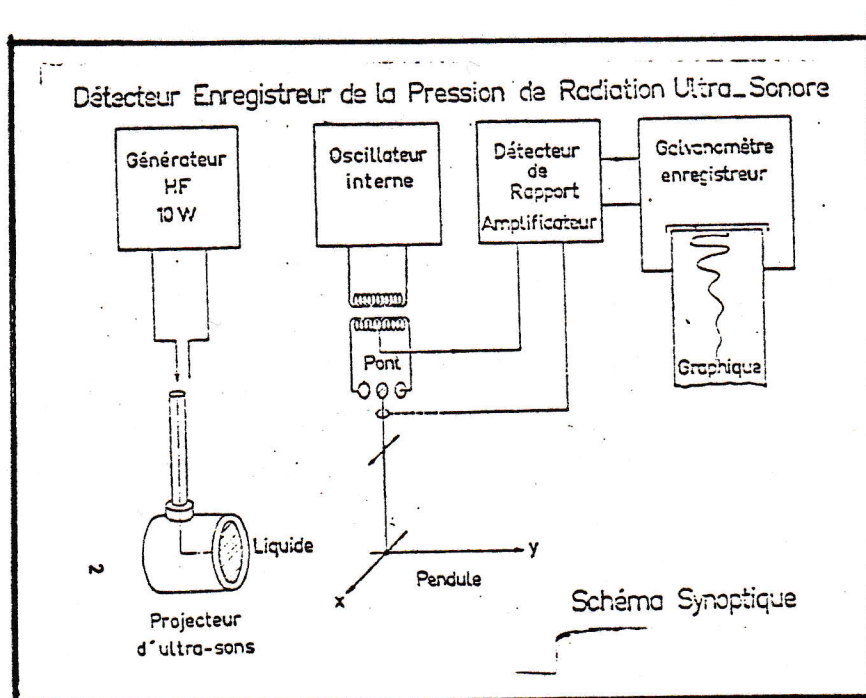 Détecteur Enregistreur de la Pression de Radiation Ultra_Sonore
Générateur
HF
10 W
Oscillateur
interne
Détecteur
de
Rapport
Amplificateur
Galvanomètre
enregistreur
Pont
Graphique
Liquide
y
Pendule
x
2
Projecteur
d'ultra-sons
Schéma Synoptique